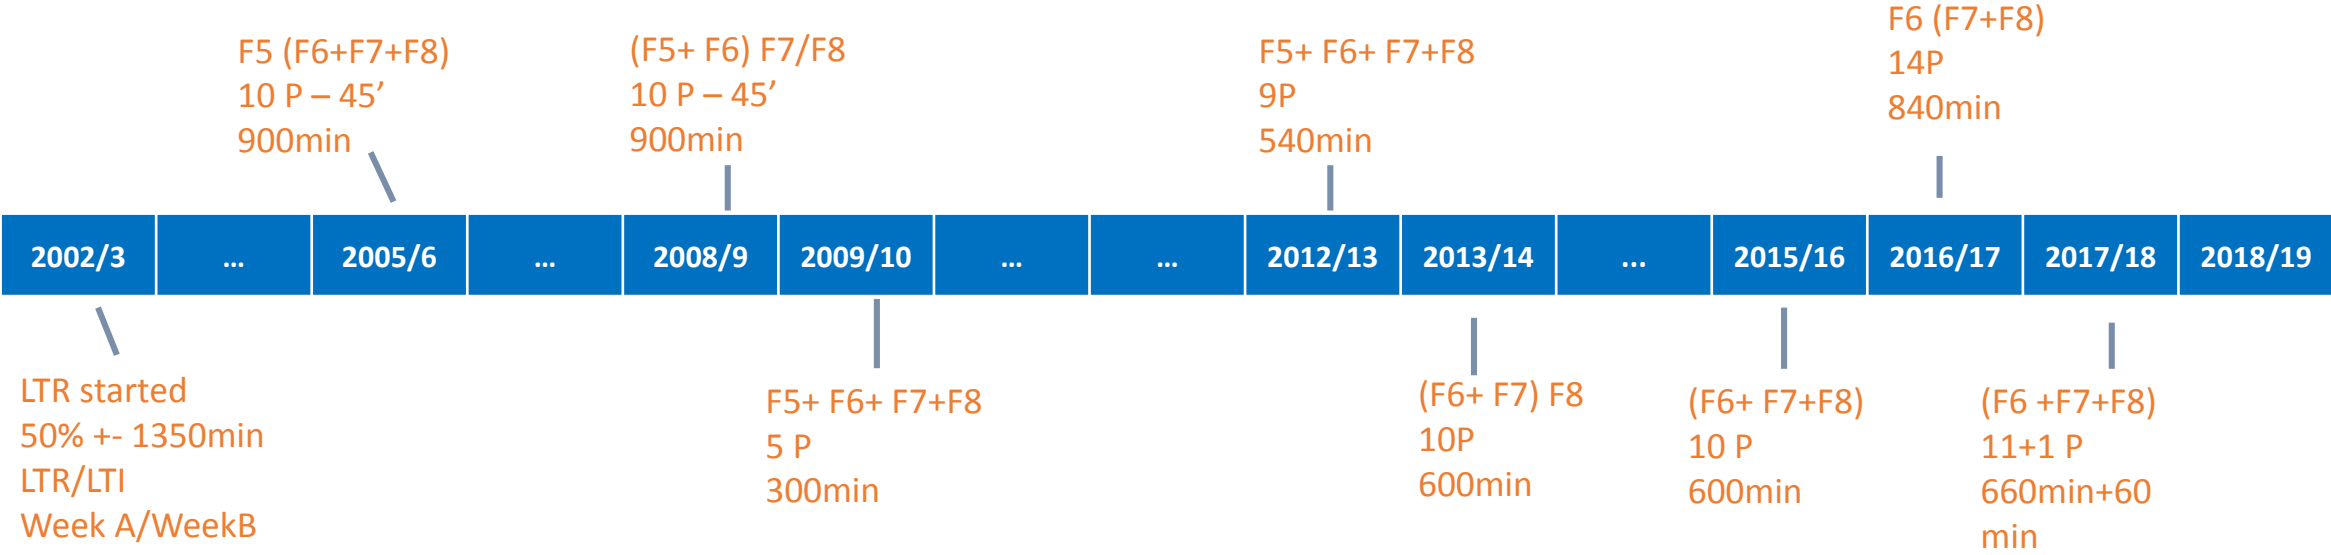 F5 (F6+F7+F8)
10 P – 45’
900min
(F5+ F6) F7/F8
10 P – 45’
900min
F5+ F6+ F7+F8
9P
540min
F6 (F7+F8)
14P
840min
2002/3
...
2005/6
...
2008/9
2009/10
...
...
2012/13
2013/14
...
2015/16
2016/17
2017/18
2018/19
LTR started
50% +- 1350min
LTR/LTI
Week A/WeekB
F5+ F6+ F7+F8
5 P
300min
(F6+ F7) F8
10P
600min
(F6+ F7+F8)
10 P
600min
(F6 +F7+F8)
11+1 P
660min+60
min